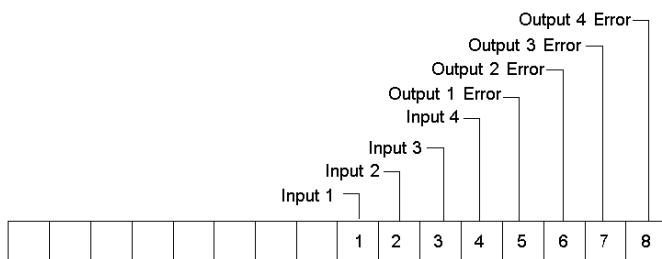 Output 4 Error
Output 3 Error
Output 2 Error
Output 1 Error
Input 4
Input 3
Input 2
Input 1
1 2 3 4 5 6 7 8